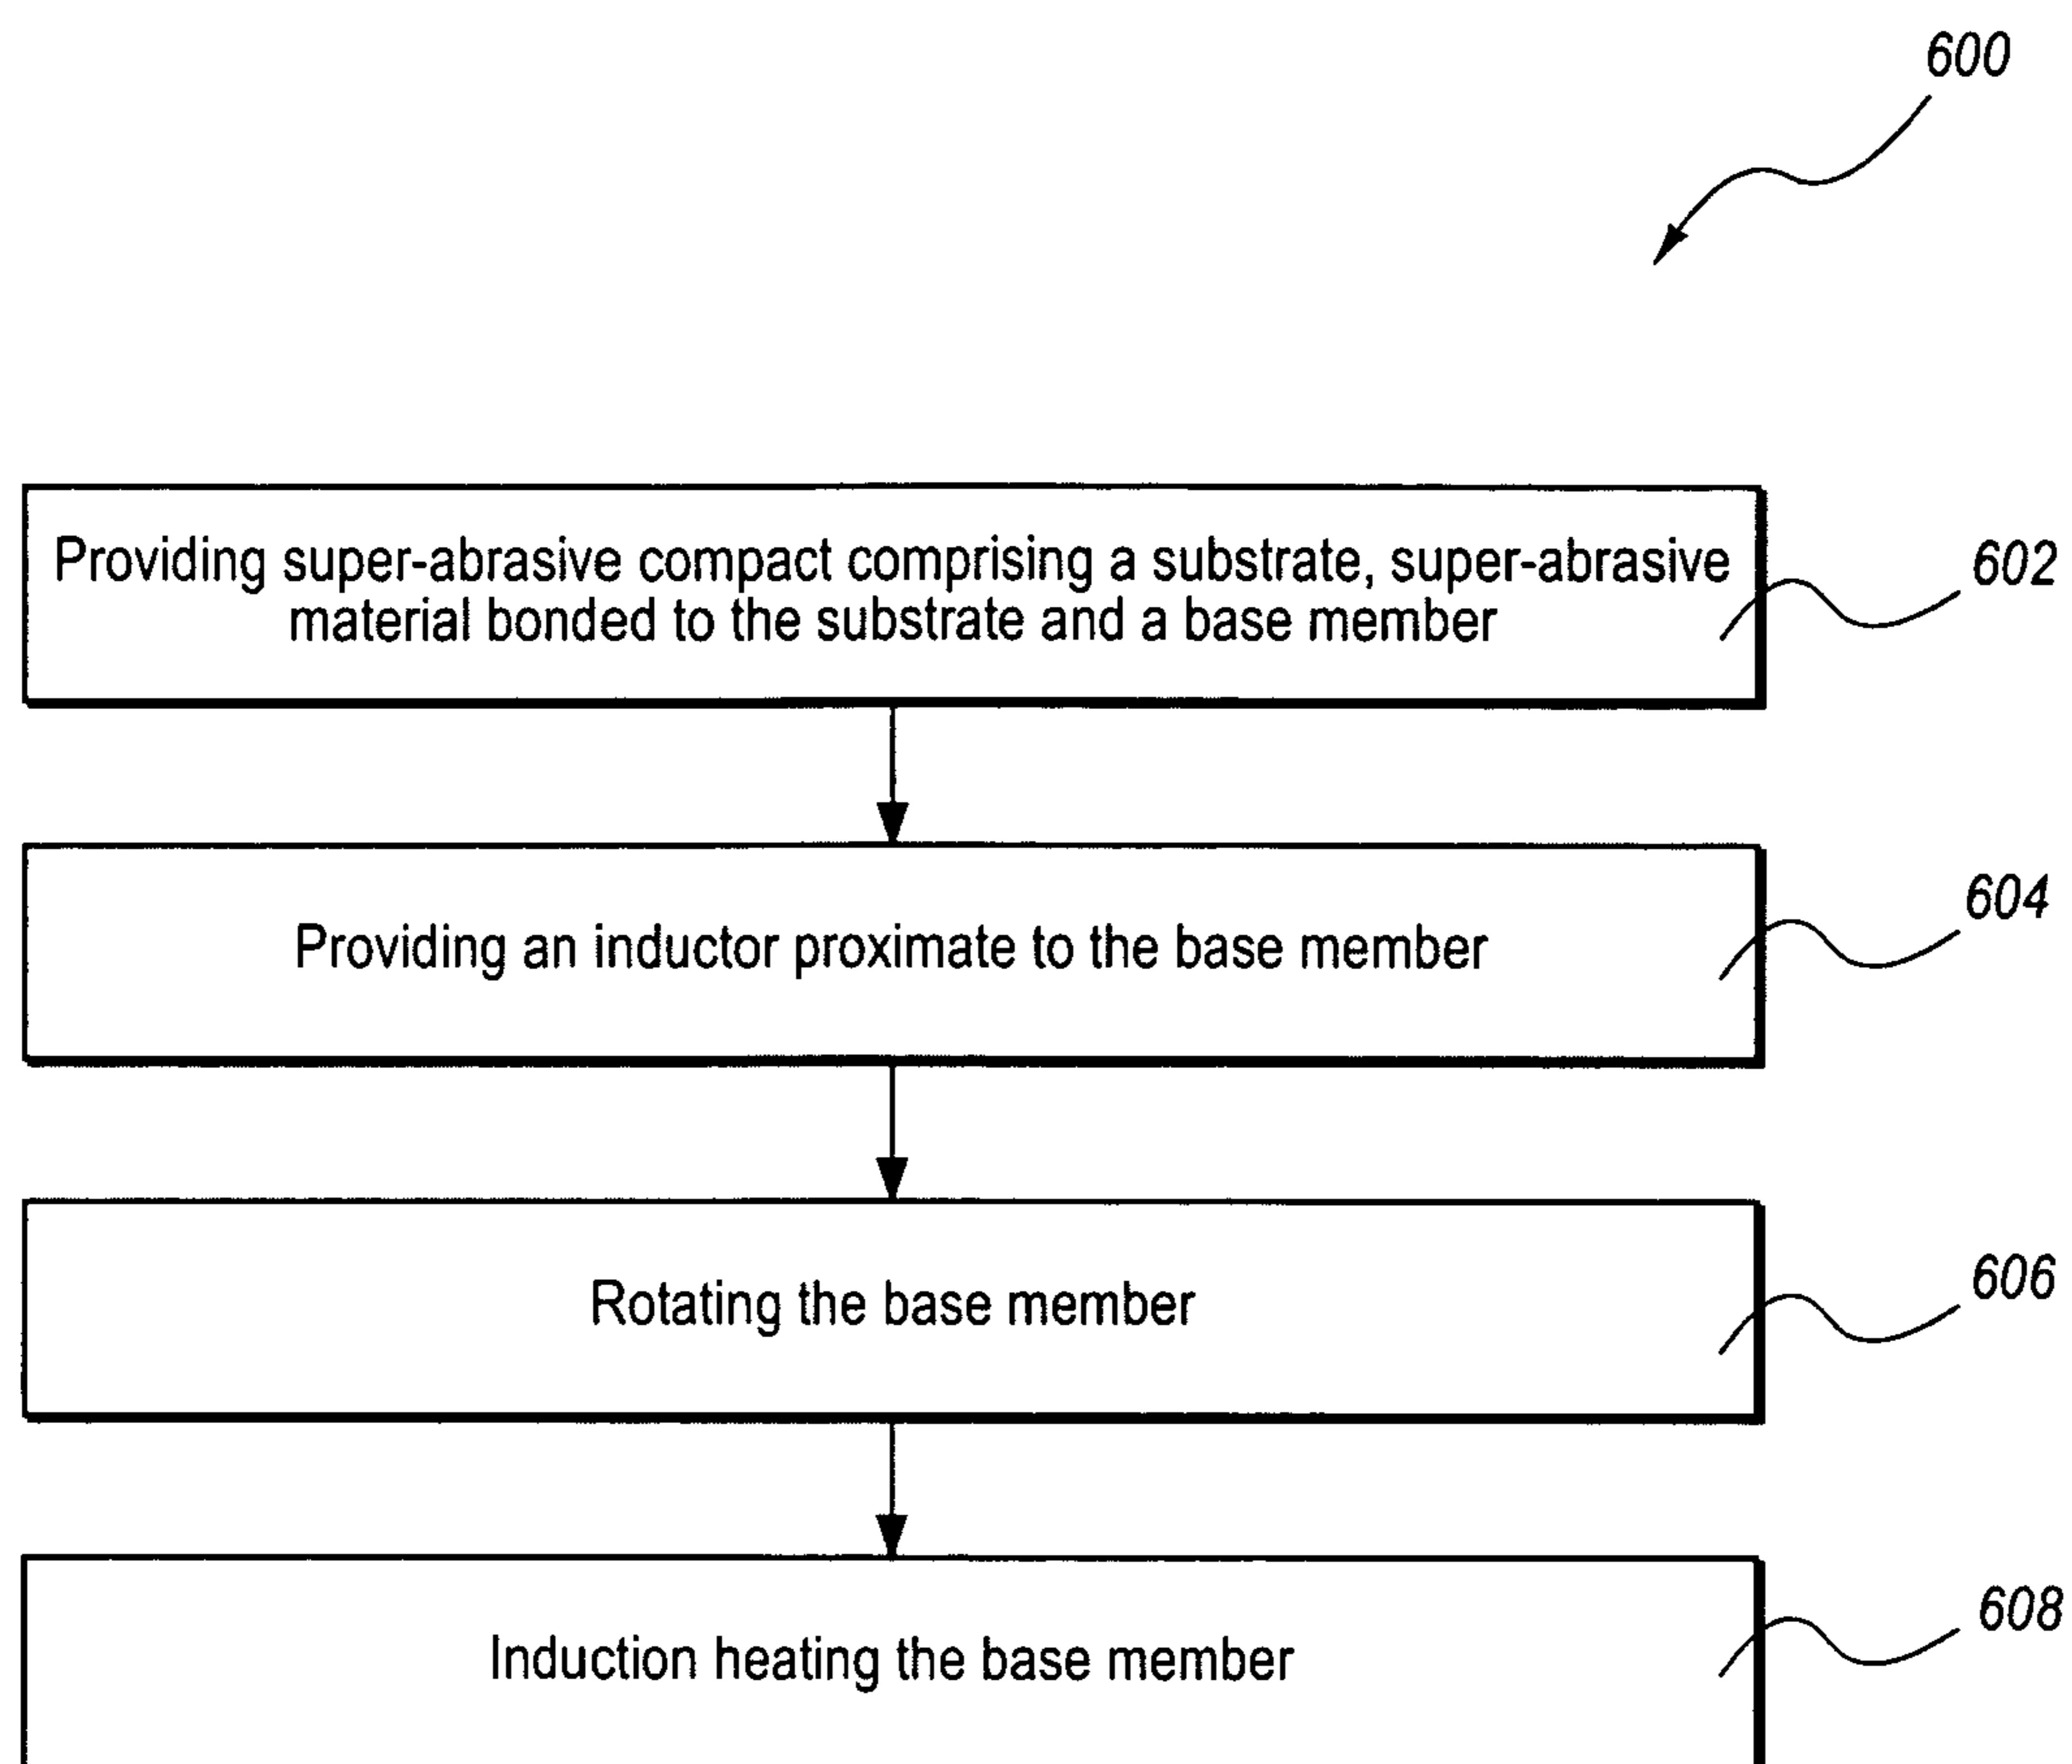 600
Providing super-abrasive compact comprising a substrate, super-abrasive
material bonded to the substrate and a base member
602
Providing an inductor proximate to the base member
604
Rotating the base member
606
Induction heating the base member
608